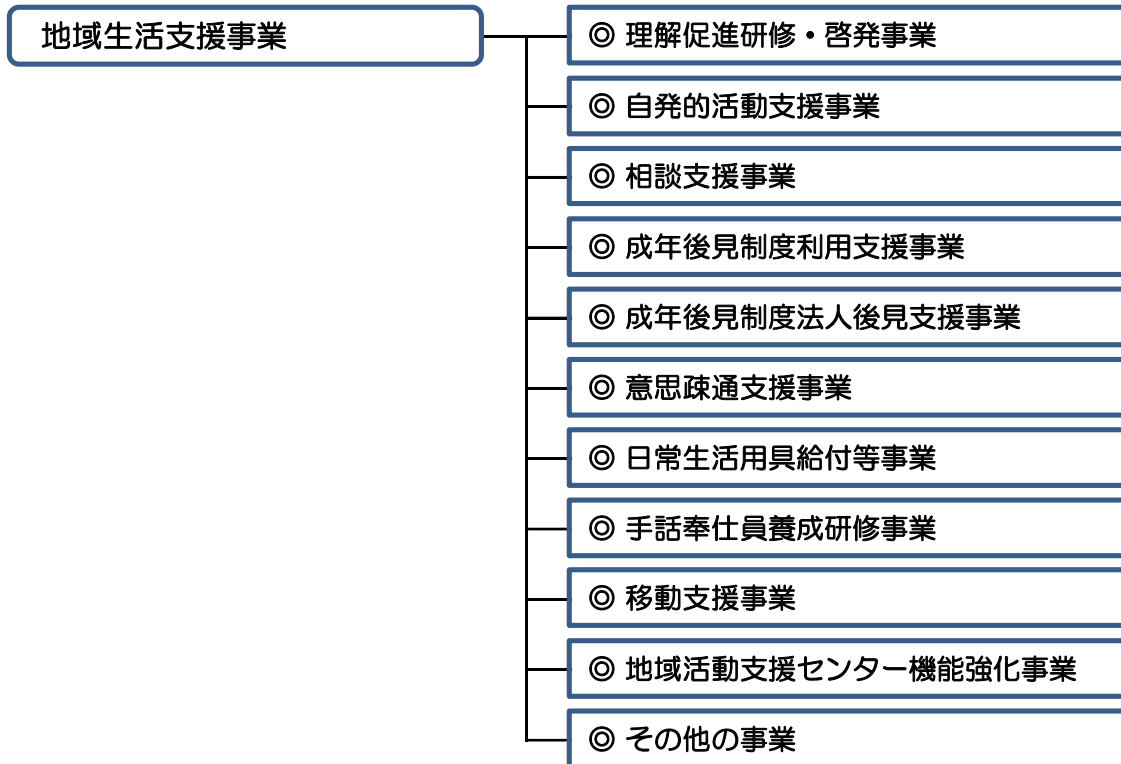 地域生活支援事業
◎ 理解促進研修・啓発事業
◎ 自発的活動支援事業
◎ 相談支援事業
◎ 成年後見制度利用支援事業
◎ 成年後見制度法人後見支援事業
◎ 意思疎通支援事業
◎ 日常生活用具給付等事業
◎ 手話奉仕員養成研修事業
◎ 移動支援事業
◎ 地域活動支援センター機能強化事業
◎ その他の事業